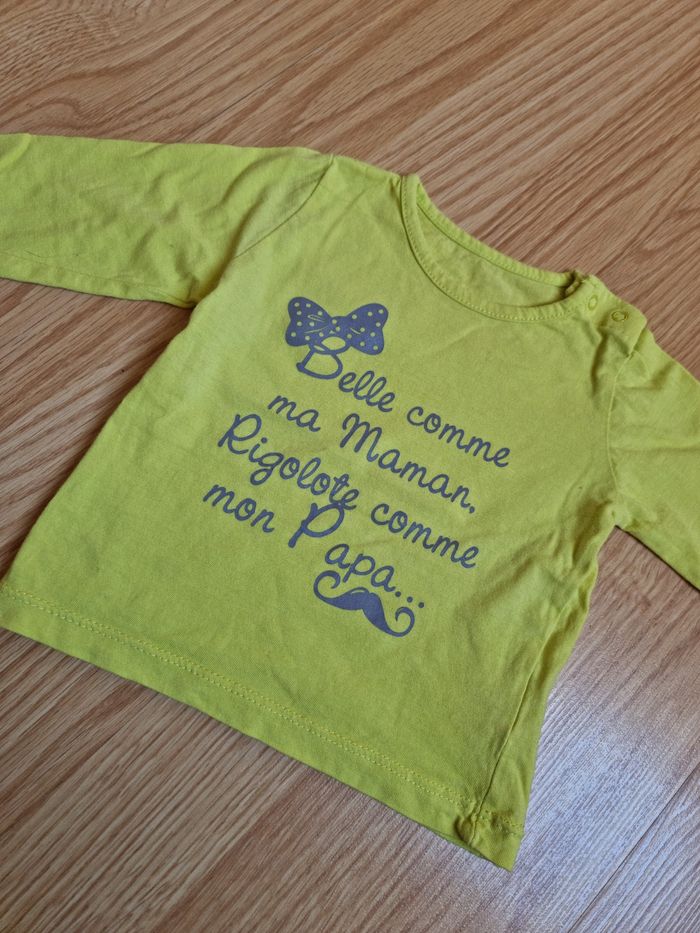 Belle comme
ma Maman,
Rigolote comme
mon Papa...